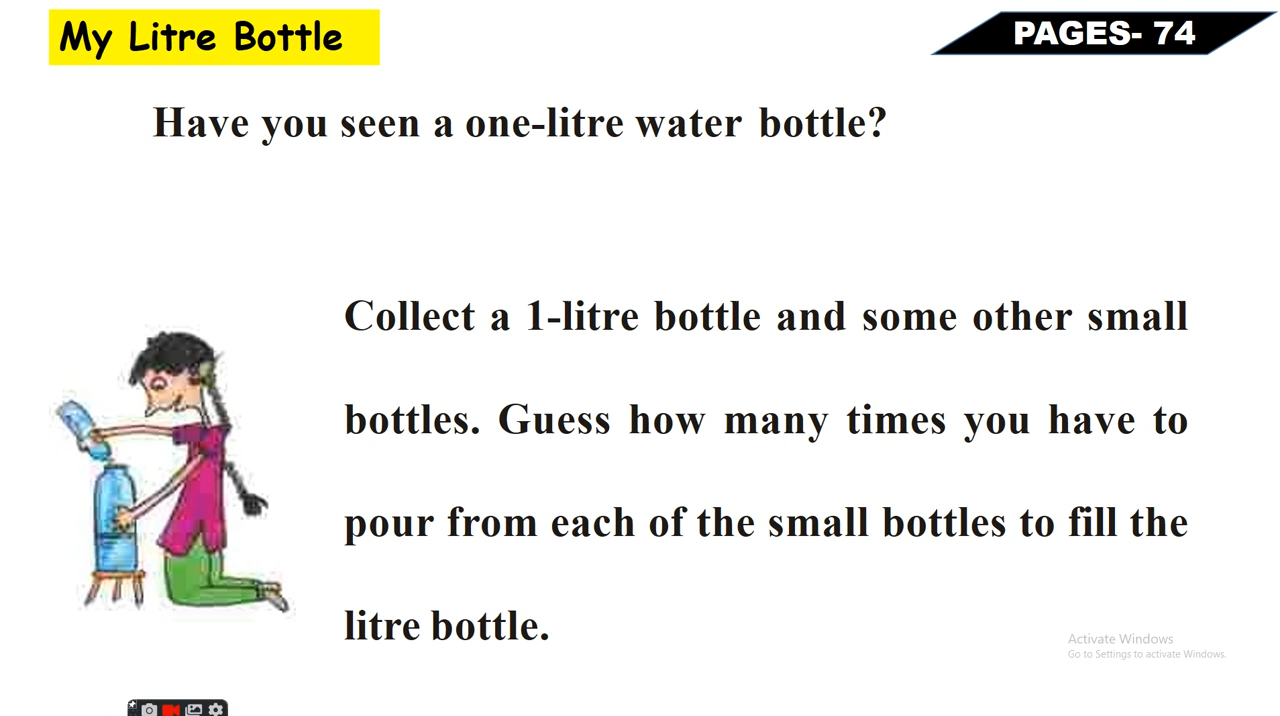 My Litre Bottle
PAGES- 74
Have you seen a one-litre water bottle?
Collect a 1-litre bottle and some other small
bottles. Guess how many times you have to
pour from each of the small bottles to fill the
litre bottle.
Activate Windows
Go to Settings to activate Windows.